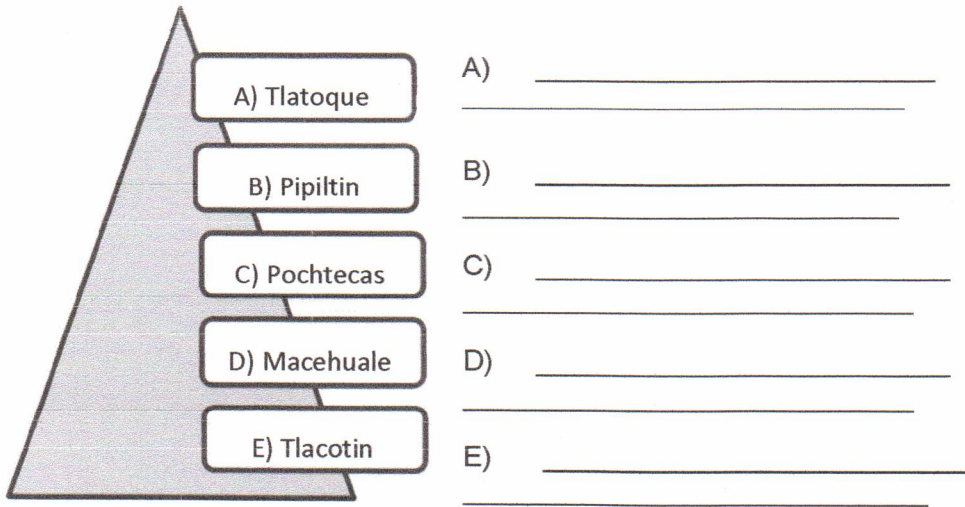 A) Tlatoque
B) Pipiltin
C) Pochtecas
D) Macehuale
E) Tlacotin
A)
B)
C)
D)
E)